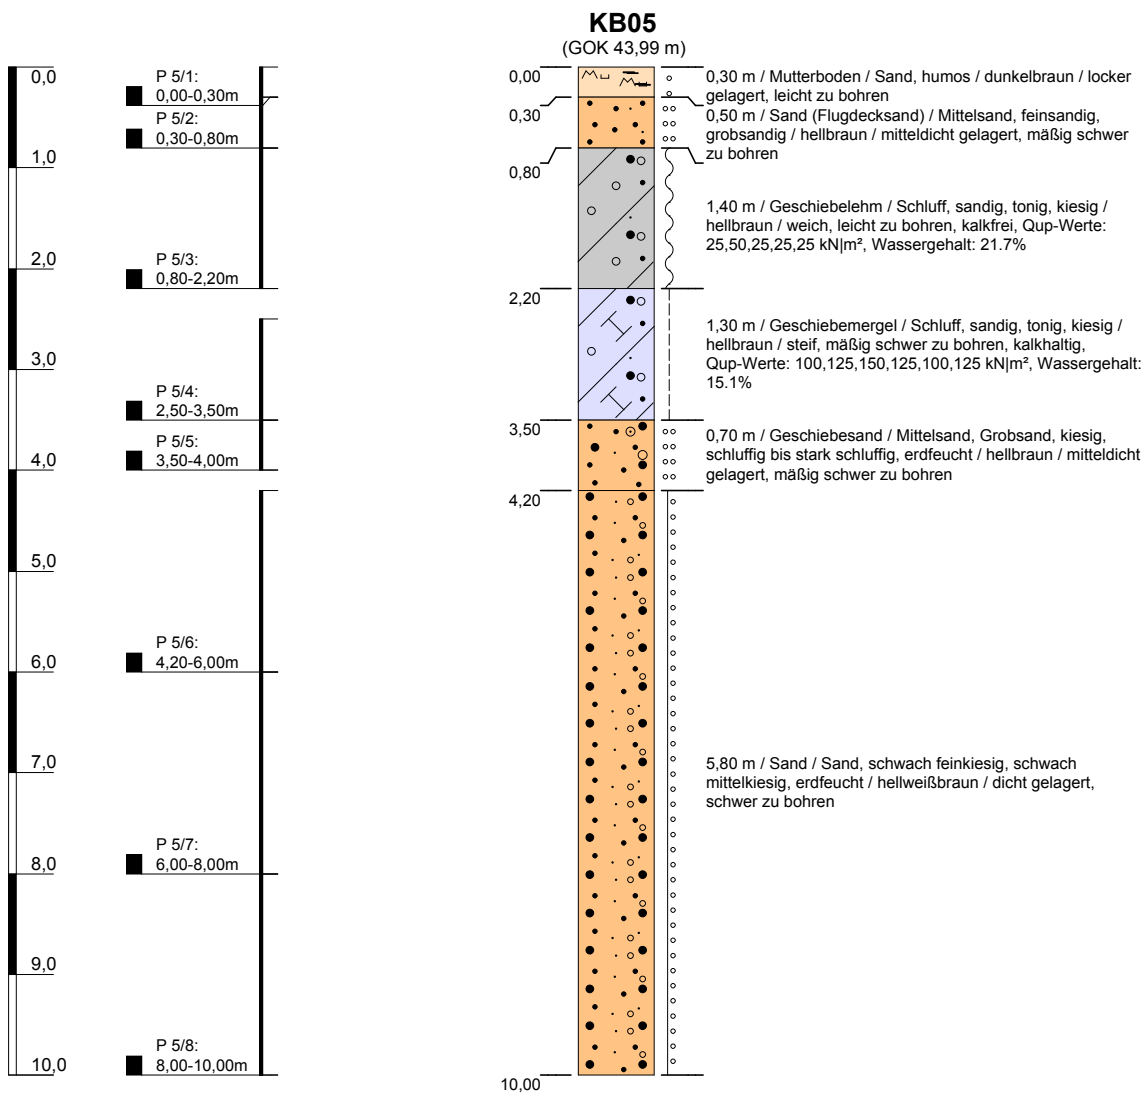 KB05
(GOK 43,99 m)
0,0
1,0
2,0
3,0
4,0
5,0
6,0
7,0
8,0
9,0
10,0
P 5/1:
0,00-0,30m
P 5/2:
0,30-0,80m
P 5/3:
0,80-2,20m
P 5/4:
2,50-3,50m
P 5/5:
3,50-4,00m
P 5/6:
4,20-6,00m
P 5/7:
6,00-8,00m
P 5/8:
8,00-10,00m
0,00
0,30
0,80
2,20
3,50
4,20
10,00
0,30 m / Mutterboden / Sand, humos / dunkelbraun / locker
gelagert, leicht zu bohren
0,50 m / Sand (Flugdecksand) / Mittelsand, feinsandig,
grobsandig / hellbraun / mitteldicht gelagert, mäßig schwer
zu bohren
1,40 m / Geschiebelehm / Schluff, sandig, tonig, kiesig /
hellbraun / weich, leicht zu bohren, kalkfrei, Qup-Werte:
25,50,25,25,25 kN|m², Wassergehalt: 21.7%
1,30 m / Geschiebemergel / Schluff, sandig, tonig, kiesig /
hellbraun / steif, mäßig schwer zu bohren, kalkhaltig,
Qup-Werte: 100,125,150,125,100,125 kN|m², Wassergehalt:
15.1%
0,70 m / Geschiebesand / Mittelsand, Grobsand, kiesig,
schluffig bis stark schluffig, erdfeucht / hellbraun / mitteldicht
gelagert, mäßig schwer zu bohren
5,80 m / Sand / Sand, schwach feinkiesig, schwach
mittelkiesig, erdfeucht / hellweißbraun / dicht gelagert,
schwer zu bohren